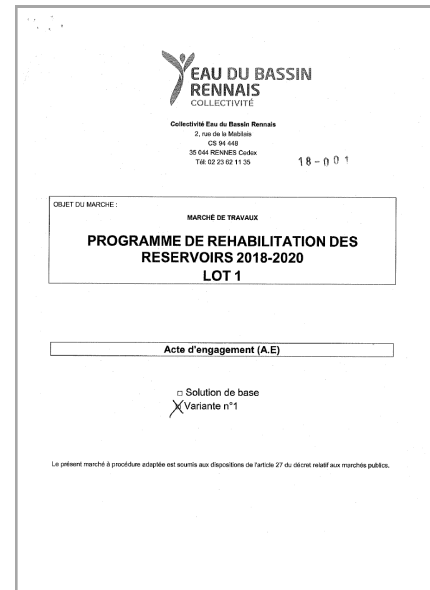 EAU DU BASSIN
RENNAIS
COLLECTIVITÉ
Collectivité Eau du Bassin Rennais
2, rue de la Mabilais
CS 94 448
35 044 RENNES Cedex
Tél: 02 23 62 11 35
18-001
OBJET DU MARCHE :
MARCHÉ DE TRAVAUX
PROGRAMME DE REHABILITATION DES
RESERVOIRS 2018-2020
LOT 1
Acte d'engagement (A.E)
□ Solution de base
Variante n°1
Le présent marché à procédure adaptée est soumis aux dispositions de l'article 27 du décret relatif aux marchés publics.